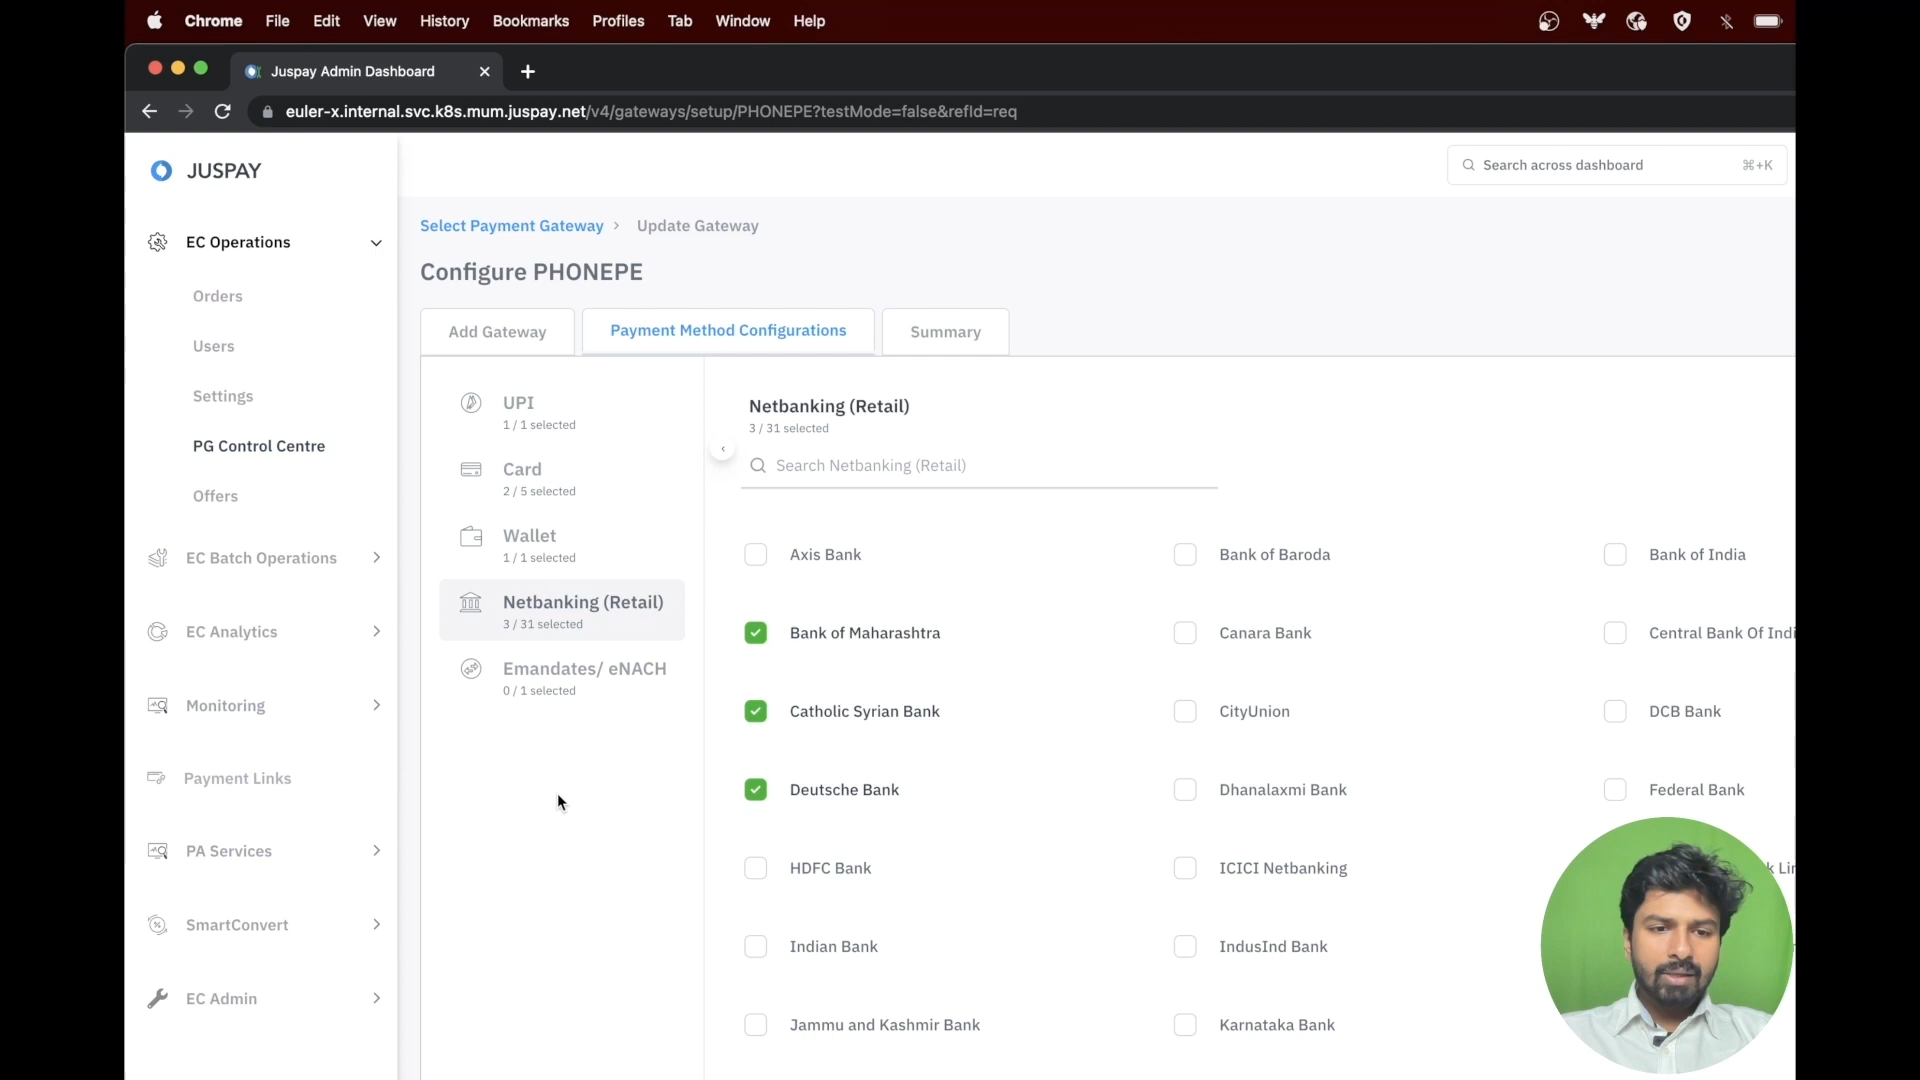 Chrome File Edit View History Bookmarks Profiles Tab Window Help
Juspay Admin Dashboard
euler-x.internal.svc.k8s.mum.juspay.net/v4/gateways/setup/PHONEPE?testMode=false&refId=req
JUSPAY
Search across dashboard ⌘+K
EC Operations
Orders
Users
Settings
PG Control Centre
Offers
EC Batch Operations
EC Analytics
Monitoring
Payment Links
PA Services
SmartConvert
EC Admin
Select Payment Gateway > Update Gateway
Configure PHONEPE
Add Gateway Payment Method Configurations Summary
UPI
1 / 1 selected
Card
2 / 5 selected
Wallet
1 / 1 selected
Netbanking (Retail)
3 / 31 selected
Emandates/ eNACH
0 / 1 selected
Netbanking (Retail)
3 / 31 selected
Search Netbanking (Retail)
Axis Bank Bank of Baroda Bank of India
Bank of Maharashtra Canara Bank Central Bank Of Indi
Catholic Syrian Bank CityUnion DCB Bank
Deutsche Bank Dhanalaxmi Bank Federal Bank
HDFC Bank ICICI Netbanking
Indian Bank IndusInd Bank
Jammu and Kashmir Bank Karnataka Bank